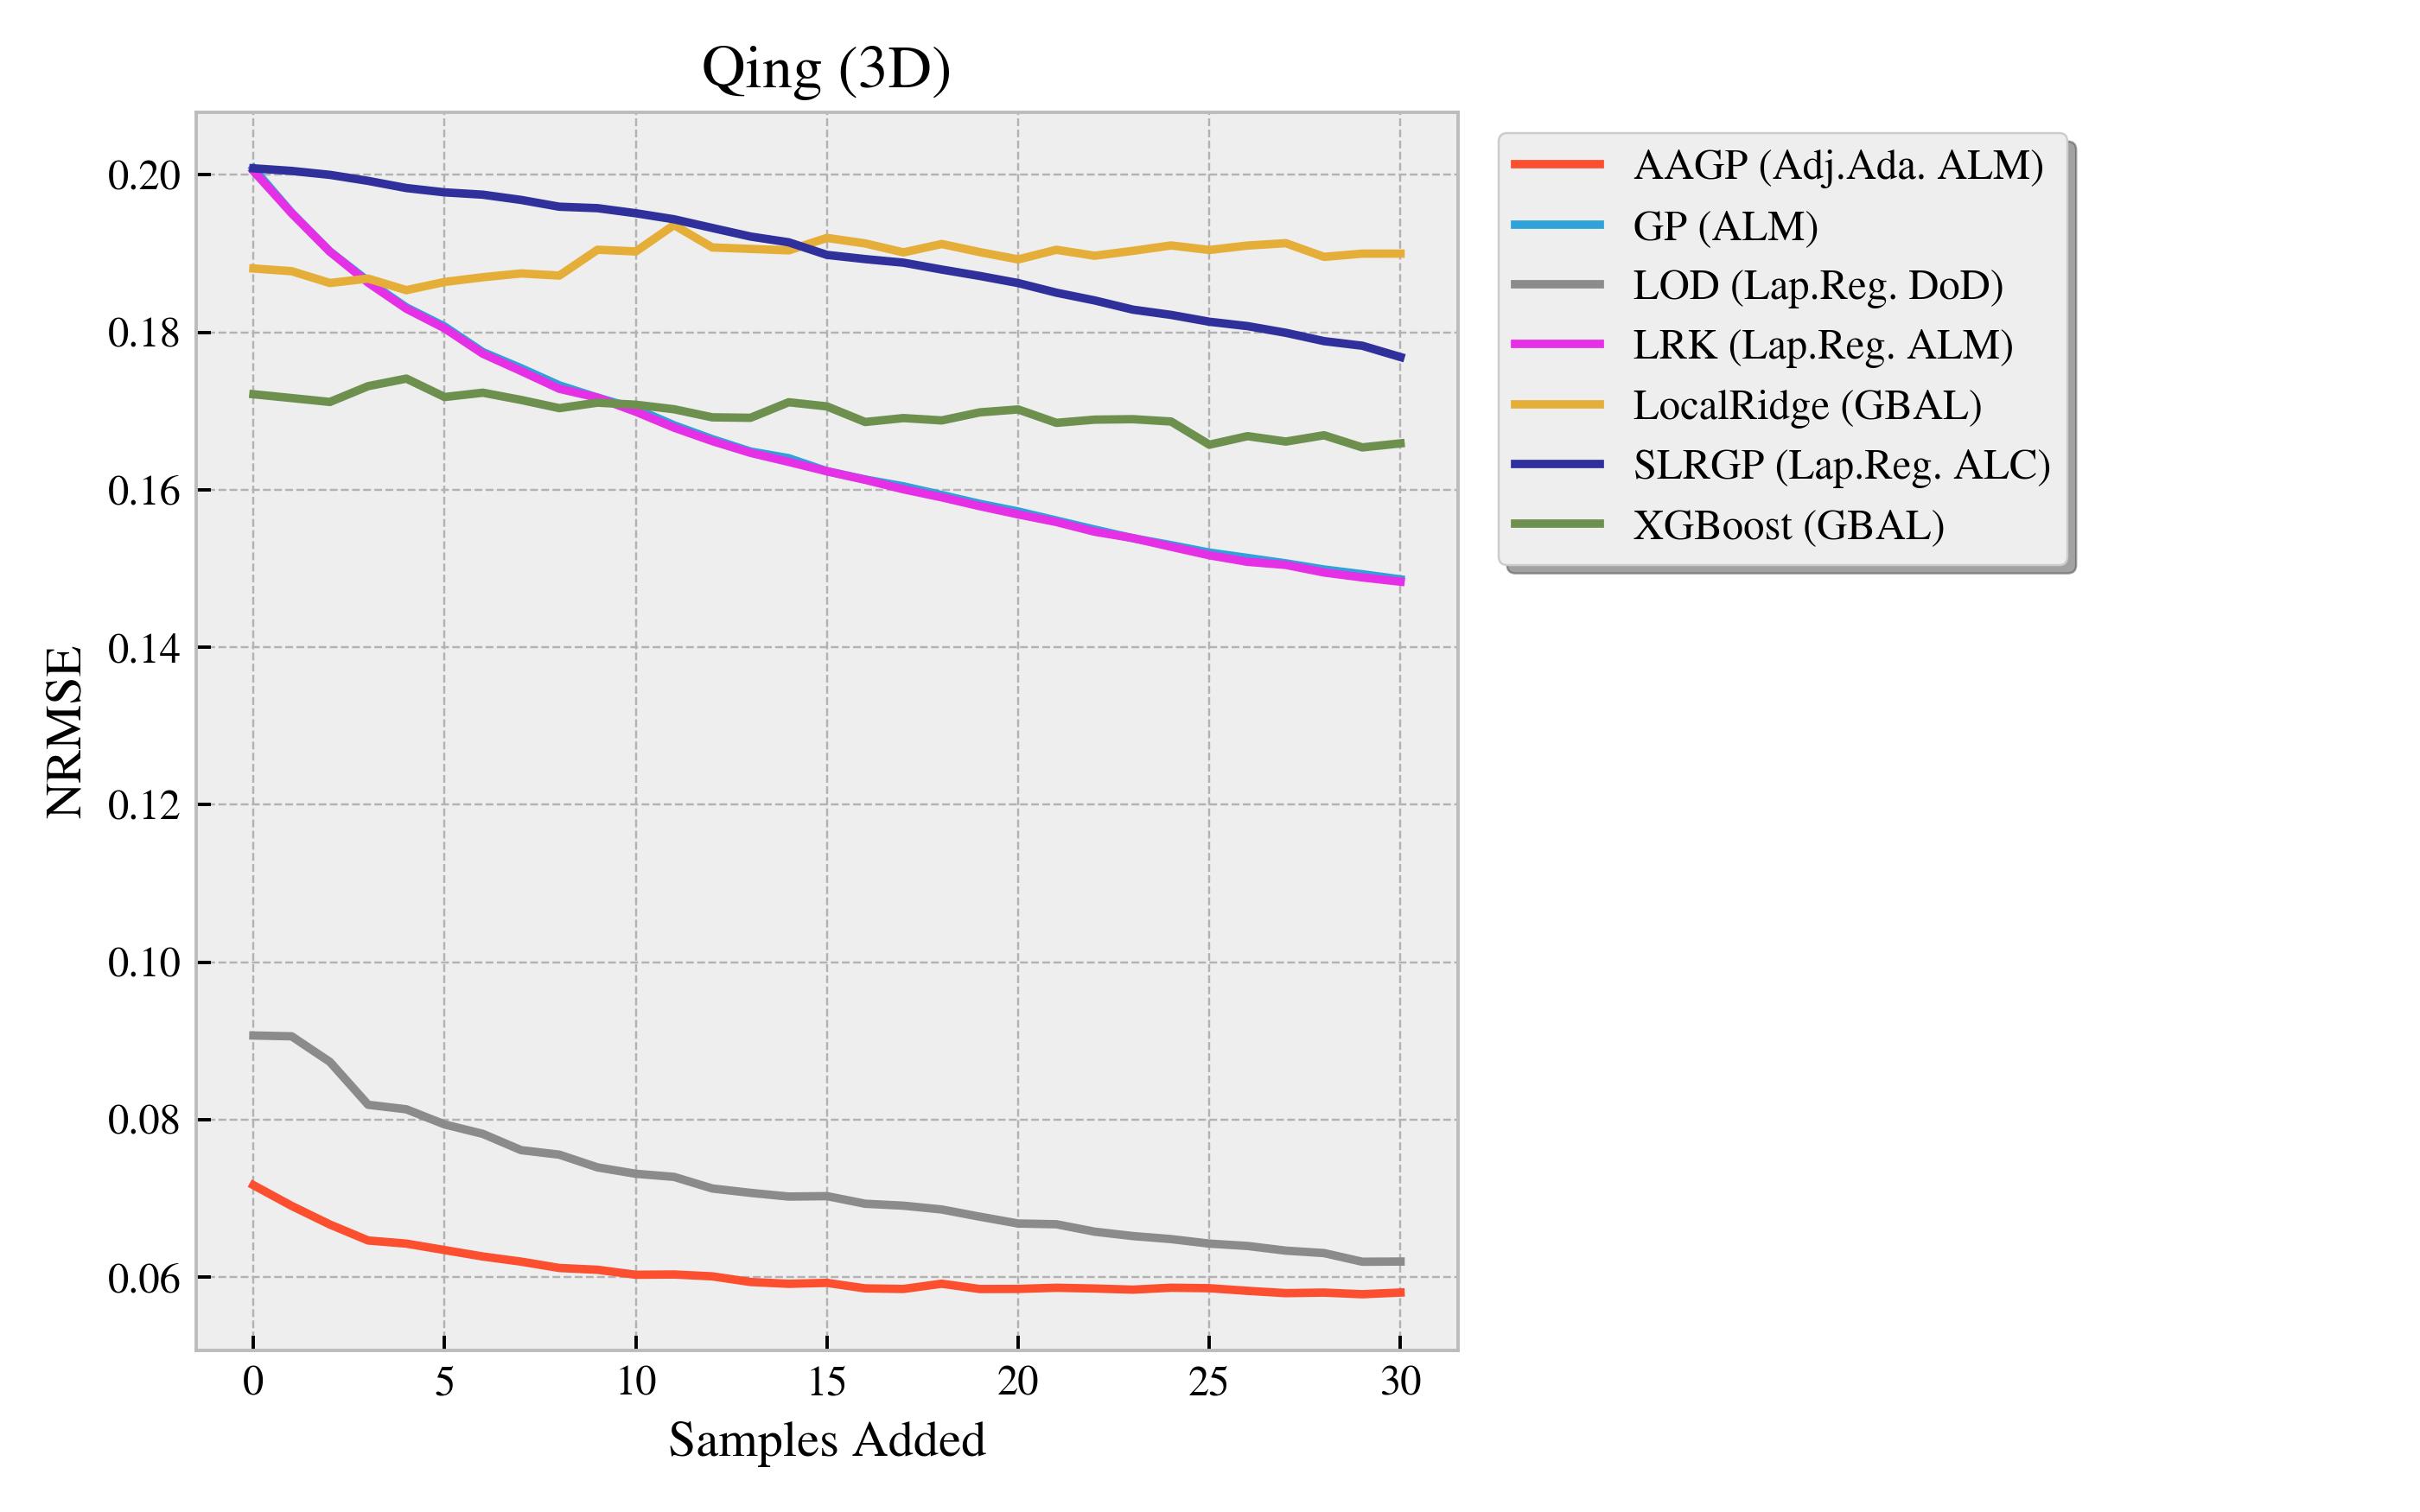 Qing (3D)
NRMSE
0.20
0.18
0.16
0.14
0.12
0.10
0.08
0.06
0 5 10 15 20 25 30
Samples Added
AAGP (Adj.Ada. ALM)
GP (ALM)
LOD (Lap.Reg. DoD)
LRK (Lap.Reg. ALM)
LocalRidge (GBAL)
SLRGP (Lap.Reg. ALC)
XGBoost (GBAL)